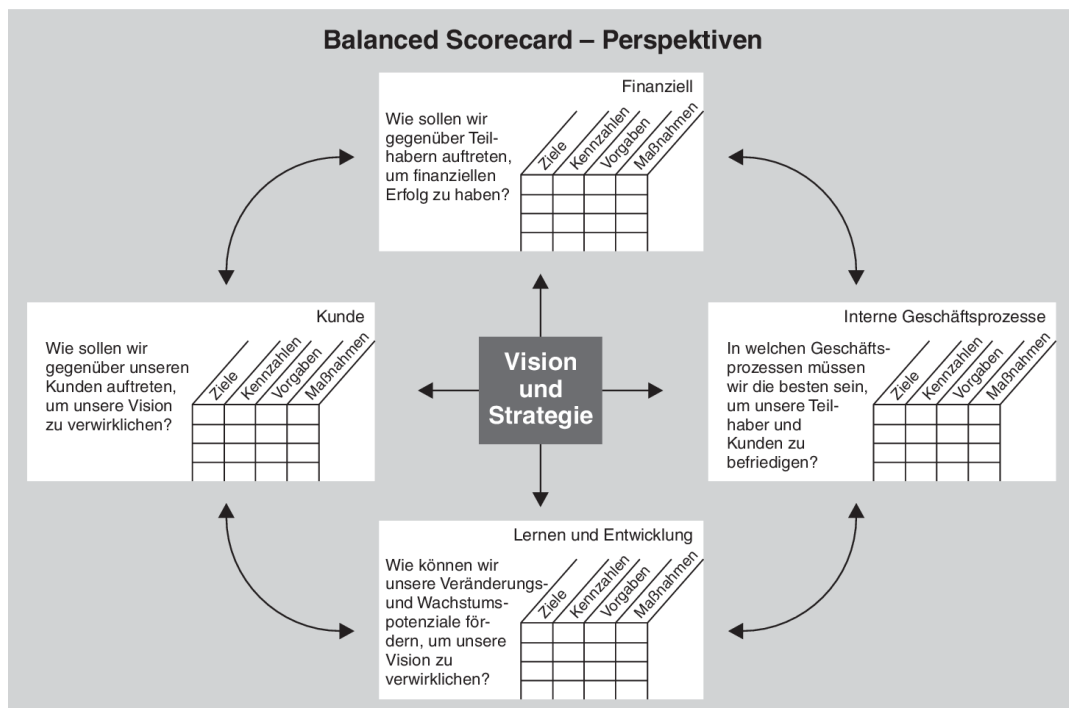 Balanced Scorecard – Perspektiven
Finanziell
Wie sollen wir
gegenüber Teil-
habern auftreten,
um finanziellen
Erfolg zu haben?
Ziele
Kennzahlen
Vorgaben
Maßnahmen
Kunde
Wie sollen wir
gegenüber unseren
Kunden auftreten,
um unsere Vision
zu verwirklichen?
Ziele
Kennzahlen
Vorgaben
Maßnahmen
Vision
und
Strategie
Interne Geschäftsprozesse
In welchen Geschäfts-
prozessen müssen
wir die besten sein,
um unsere Teil-
haber und
Kunden zu
befriedigen?
Ziele
Kennzahlen
Vorgaben
Maßnahmen
Lernen und Entwicklung
Wie können wir
unsere Veränderungs-
und Wachstums-
potenziale för-
dern, um unsere
Vision zu
verwirklichen?
Ziele
Kennzahlen
Vorgaben
Maßnahmen